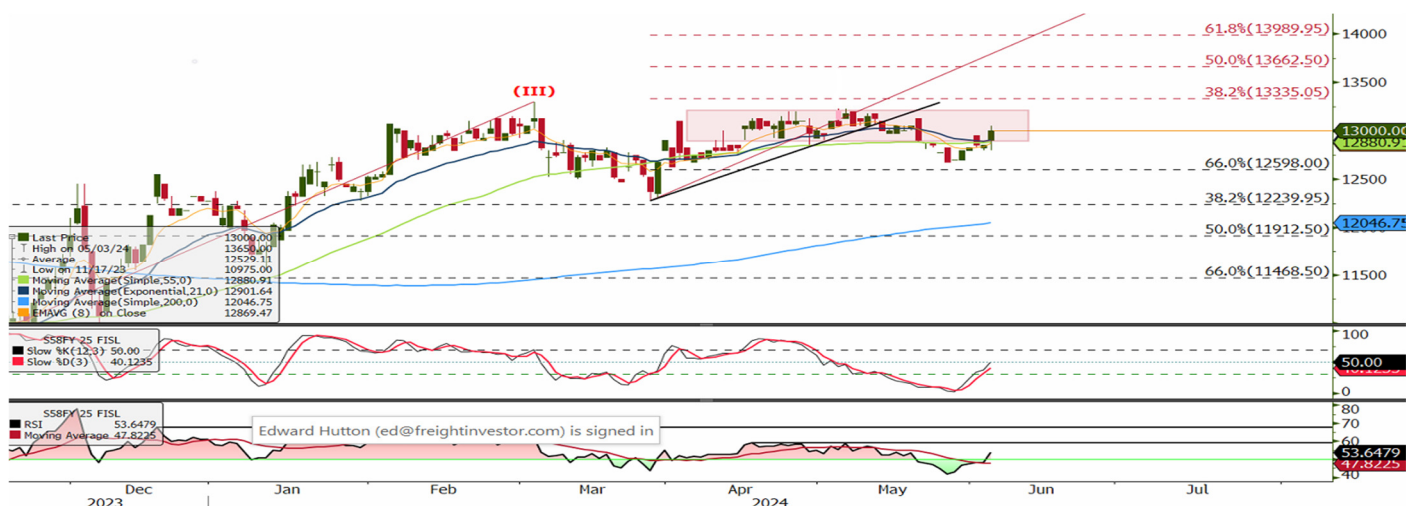 61.8%(13989.95)
14000
50.0%(13662.50)
13500
(III)
38.2%(13335.05)
13000.00
12880.91
66.0%(12598.00)
12500
38.2%(12239.95)
12046.75
50.0%(11912.50)
66.0%(11468.50)
11500
Last Price 13000.00
High on 05/03/24 13650.00
Average 12529.11
Low on 11/17/23 10975.00
Moving Average(Simple,55,0) 12880.91
Moving Average(Exponential,21,0) 12901.64
Moving Average(Simple,200,0) 12046.75
EMAVG (8) on Close 12869.47
S58FY 25 FISL
Slow %K(12,3) 50.00
Slow %D(3) 40.1235
100
50.00
40.1235
0
S58FY 25 FISL
RSI 53.6479
Moving Average 47.8225
Edward Hutton (ed@freightinvestor.com) is signed in
80
70
60
53.6479
47.8225
40
Dec Jan Feb Mar Apr May Jun Jul
2023 2024